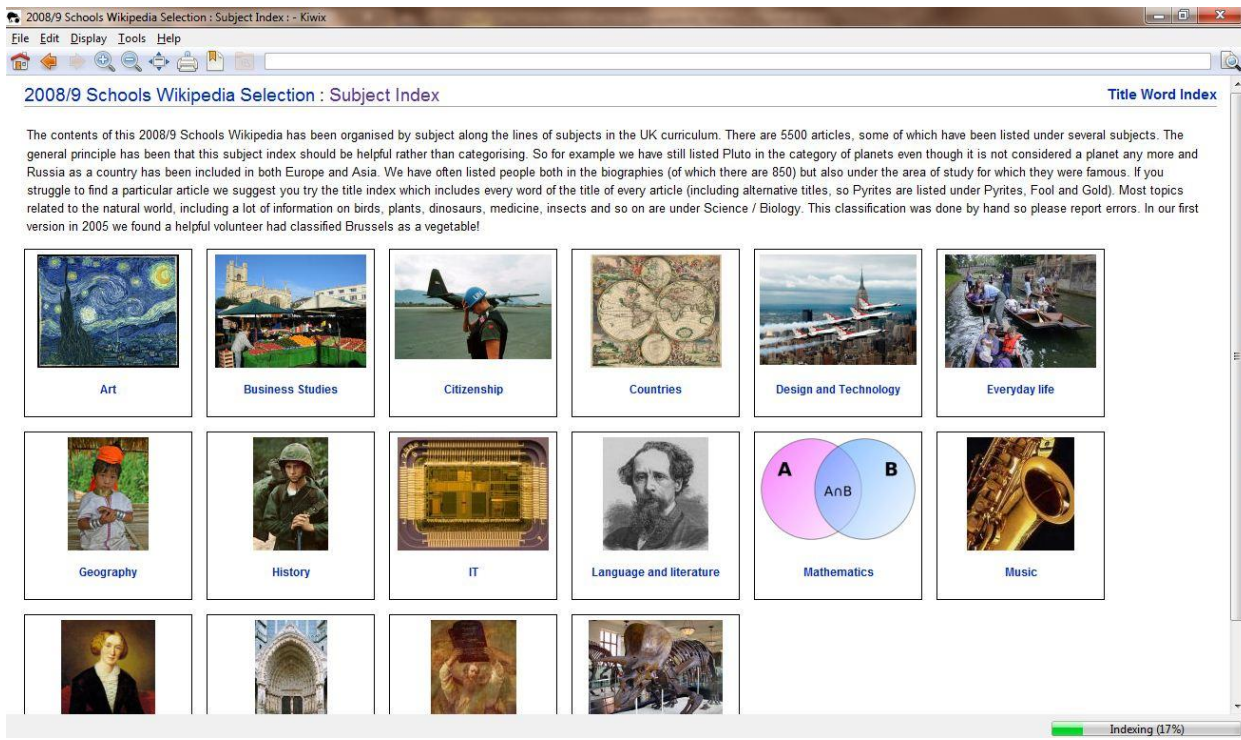 2008/9 Schools Wikipedia Selection : Subject Index : - Kiwix
File Edit Display Tools Help
2008/9 Schools Wikipedia Selection : Subject Index
Title Word Index
The contents of this 2008/9 Schools Wikipedia has been organised by subject along the lines of subjects in the UK curriculum. There are 5500 articles, some of which have been listed under several subjects. The
general principle has been that this subject index should be helpful rather than categorising. So for example we have still listed Pluto in the category of planets even though it is not considered a planet any more and
Russia as a country has been included in both Europe and Asia. We have often listed people both in the biographies (of which there are 850) but also under the area of study for which they were famous. If you
struggle to find a particular article we suggest you try the title index which includes every word of the title of every article (including alternative titles, so Pyrites are listed under Pyrites, Fool and Gold). Most topics
related to the natural world, including a lot of information on birds, plants, dinosaurs, medicine, insects and so on are under Science / Biology. This classification was done by hand so please report errors. In our first
version in 2005 we found a helpful volunteer had classified Brussels as a vegetable!
Art
Business Studies
Citizenship
Countries
Design and Technology
Everyday life
A
A∩B
B
Geography
History
IT
Language and literature
Mathematics
Music
Indexing (17%)